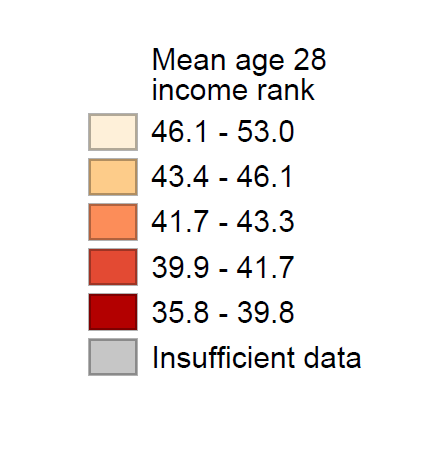 Mean age 28
income rank
46.1 - 53.0
43.4 - 46.1
41.7 - 43.3
39.9 - 41.7
35.8 - 39.8
Insufficient data